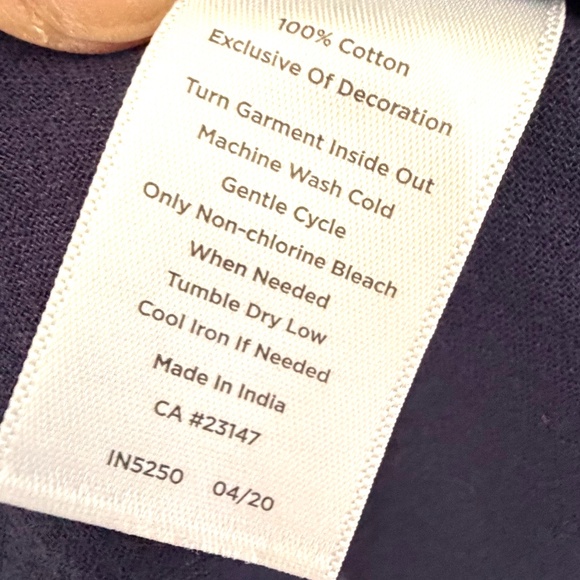 100% Cotton
Exclusive Of Decoration
Turn Garment Inside Out
Machine Wash Cold
Gentle Cycle
Only Non-chlorine Bleach
When Needed
Tumble Dry Low
Cool Iron If Needed
Made In India
CA #23147
IN5250 04/20